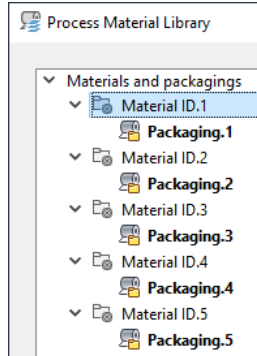 Process Material Library
Materials and packagings
Material ID.1
Packaging.1
Material ID.2
Packaging.2
Material ID.3
Packaging.3
Material ID.4
Packaging.4
Material ID.5
Packaging.5